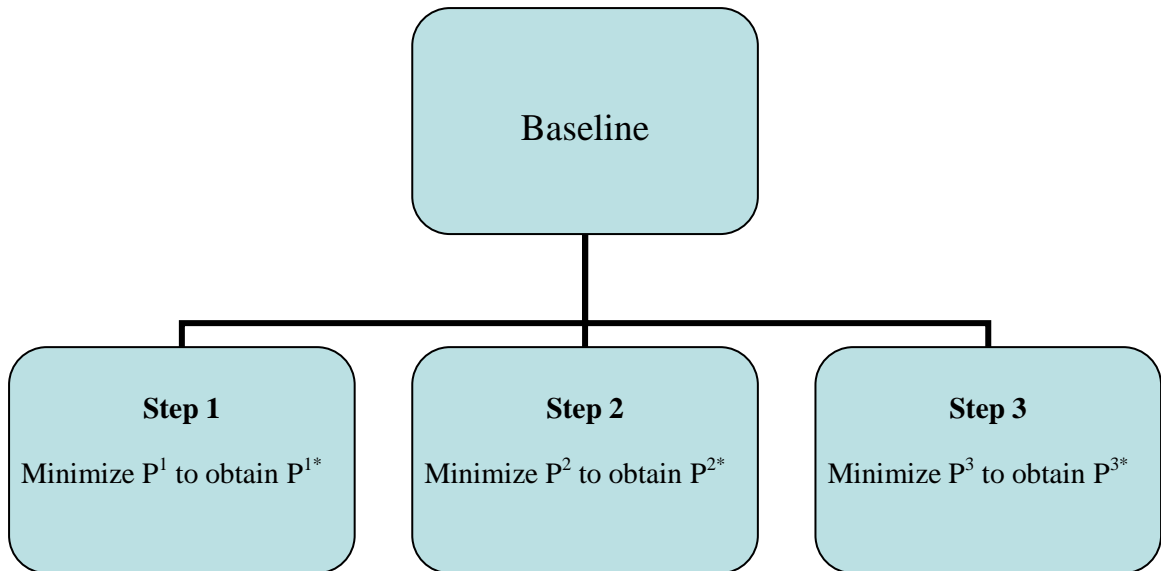 Baseline
Step 1
Minimize P¹ to obtain P¹*
Step 2
Minimize P² to obtain P²*
Step 3
Minimize P³ to obtain P³*